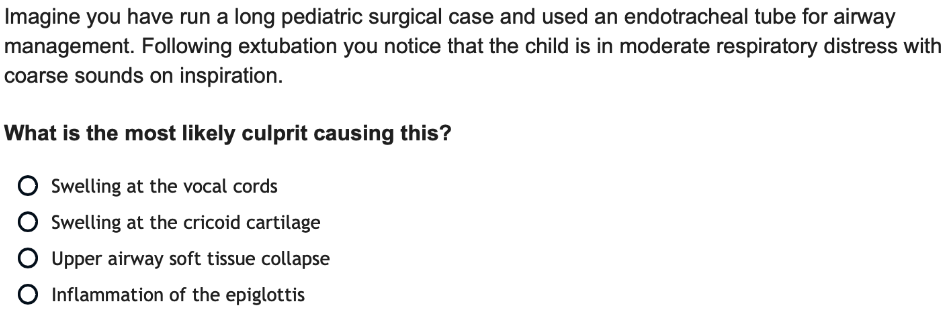 Imagine you have run a long pediatric surgical case and used an endotracheal tube for airway
management. Following extubation you notice that the child is in moderate respiratory distress with
coarse sounds on inspiration.
What is the most likely culprit causing this?
Swelling at the vocal cords
Swelling at the cricoid cartilage
Upper airway soft tissue collapse
Inflammation of the epiglottis